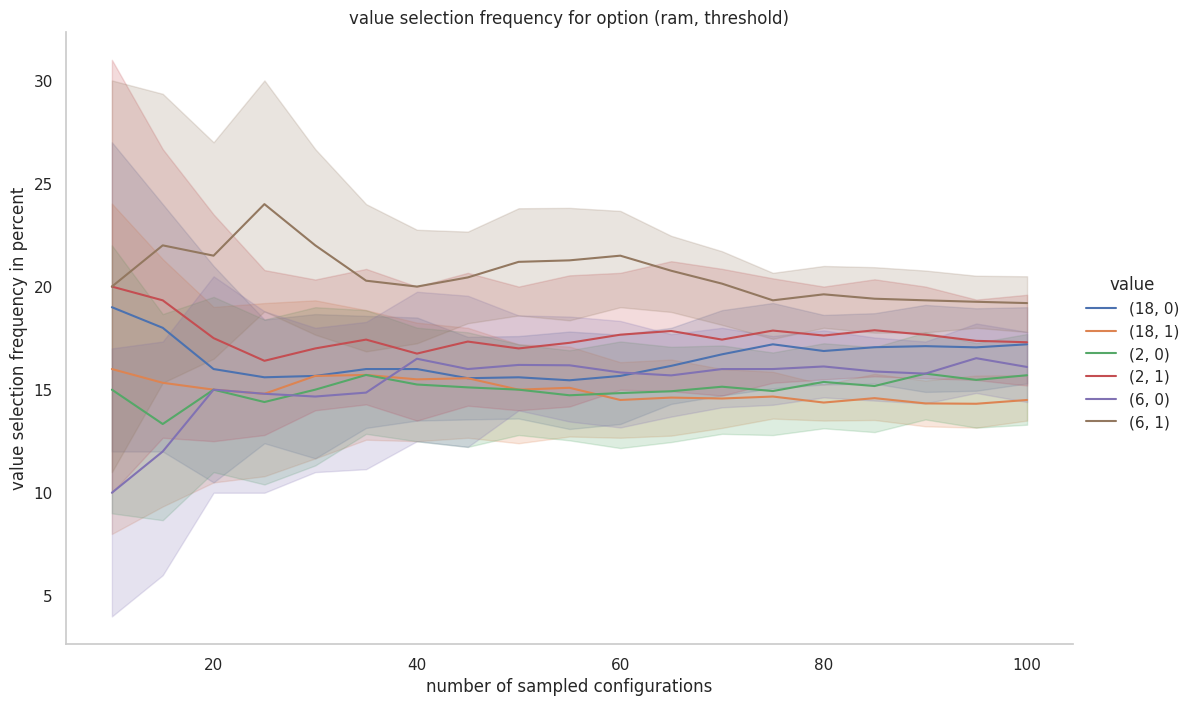 value selection frequency for option (ram, threshold)
value selection frequency in percent
30
25
20
15
10
5
20 40 60 80 100
number of sampled configurations
value
(18, 0)
(18, 1)
(2, 0)
(2, 1)
(6, 0)
(6, 1)